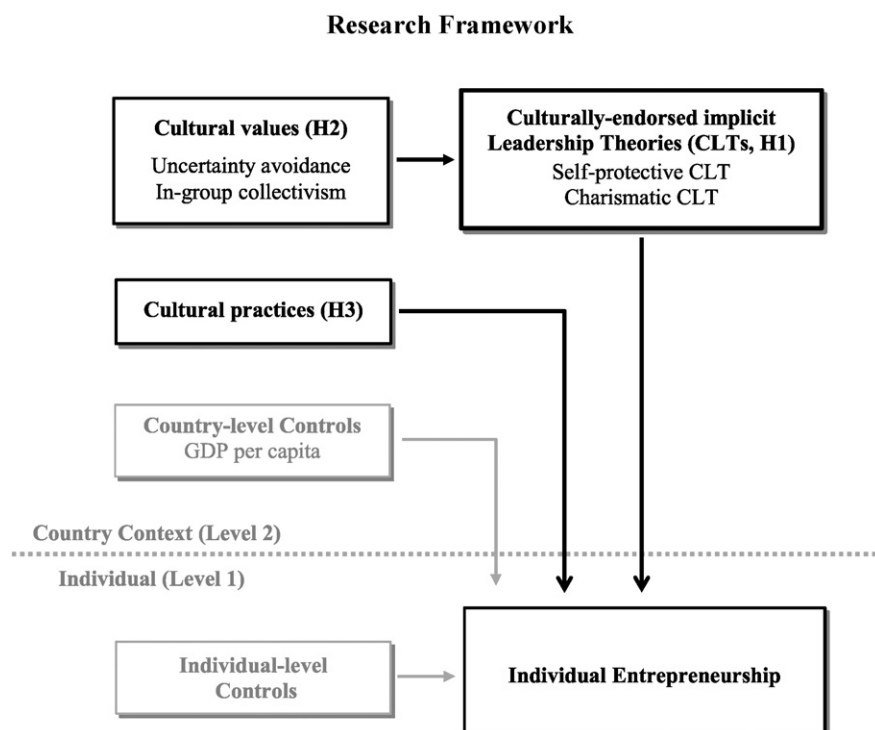 Research Framework
Cultural values (H2)
Uncertainty avoidance
In-group collectivism
Culturally-endorsed implicit
Leadership Theories (CLTs, H1)
Self-protective CLT
Charismatic CLT
Cultural practices (H3)
Country-level Controls
GDP per capita
Country Context (Level 2)
Individual (Level 1)
Individual-level
Controls
Individual Entrepreneurship